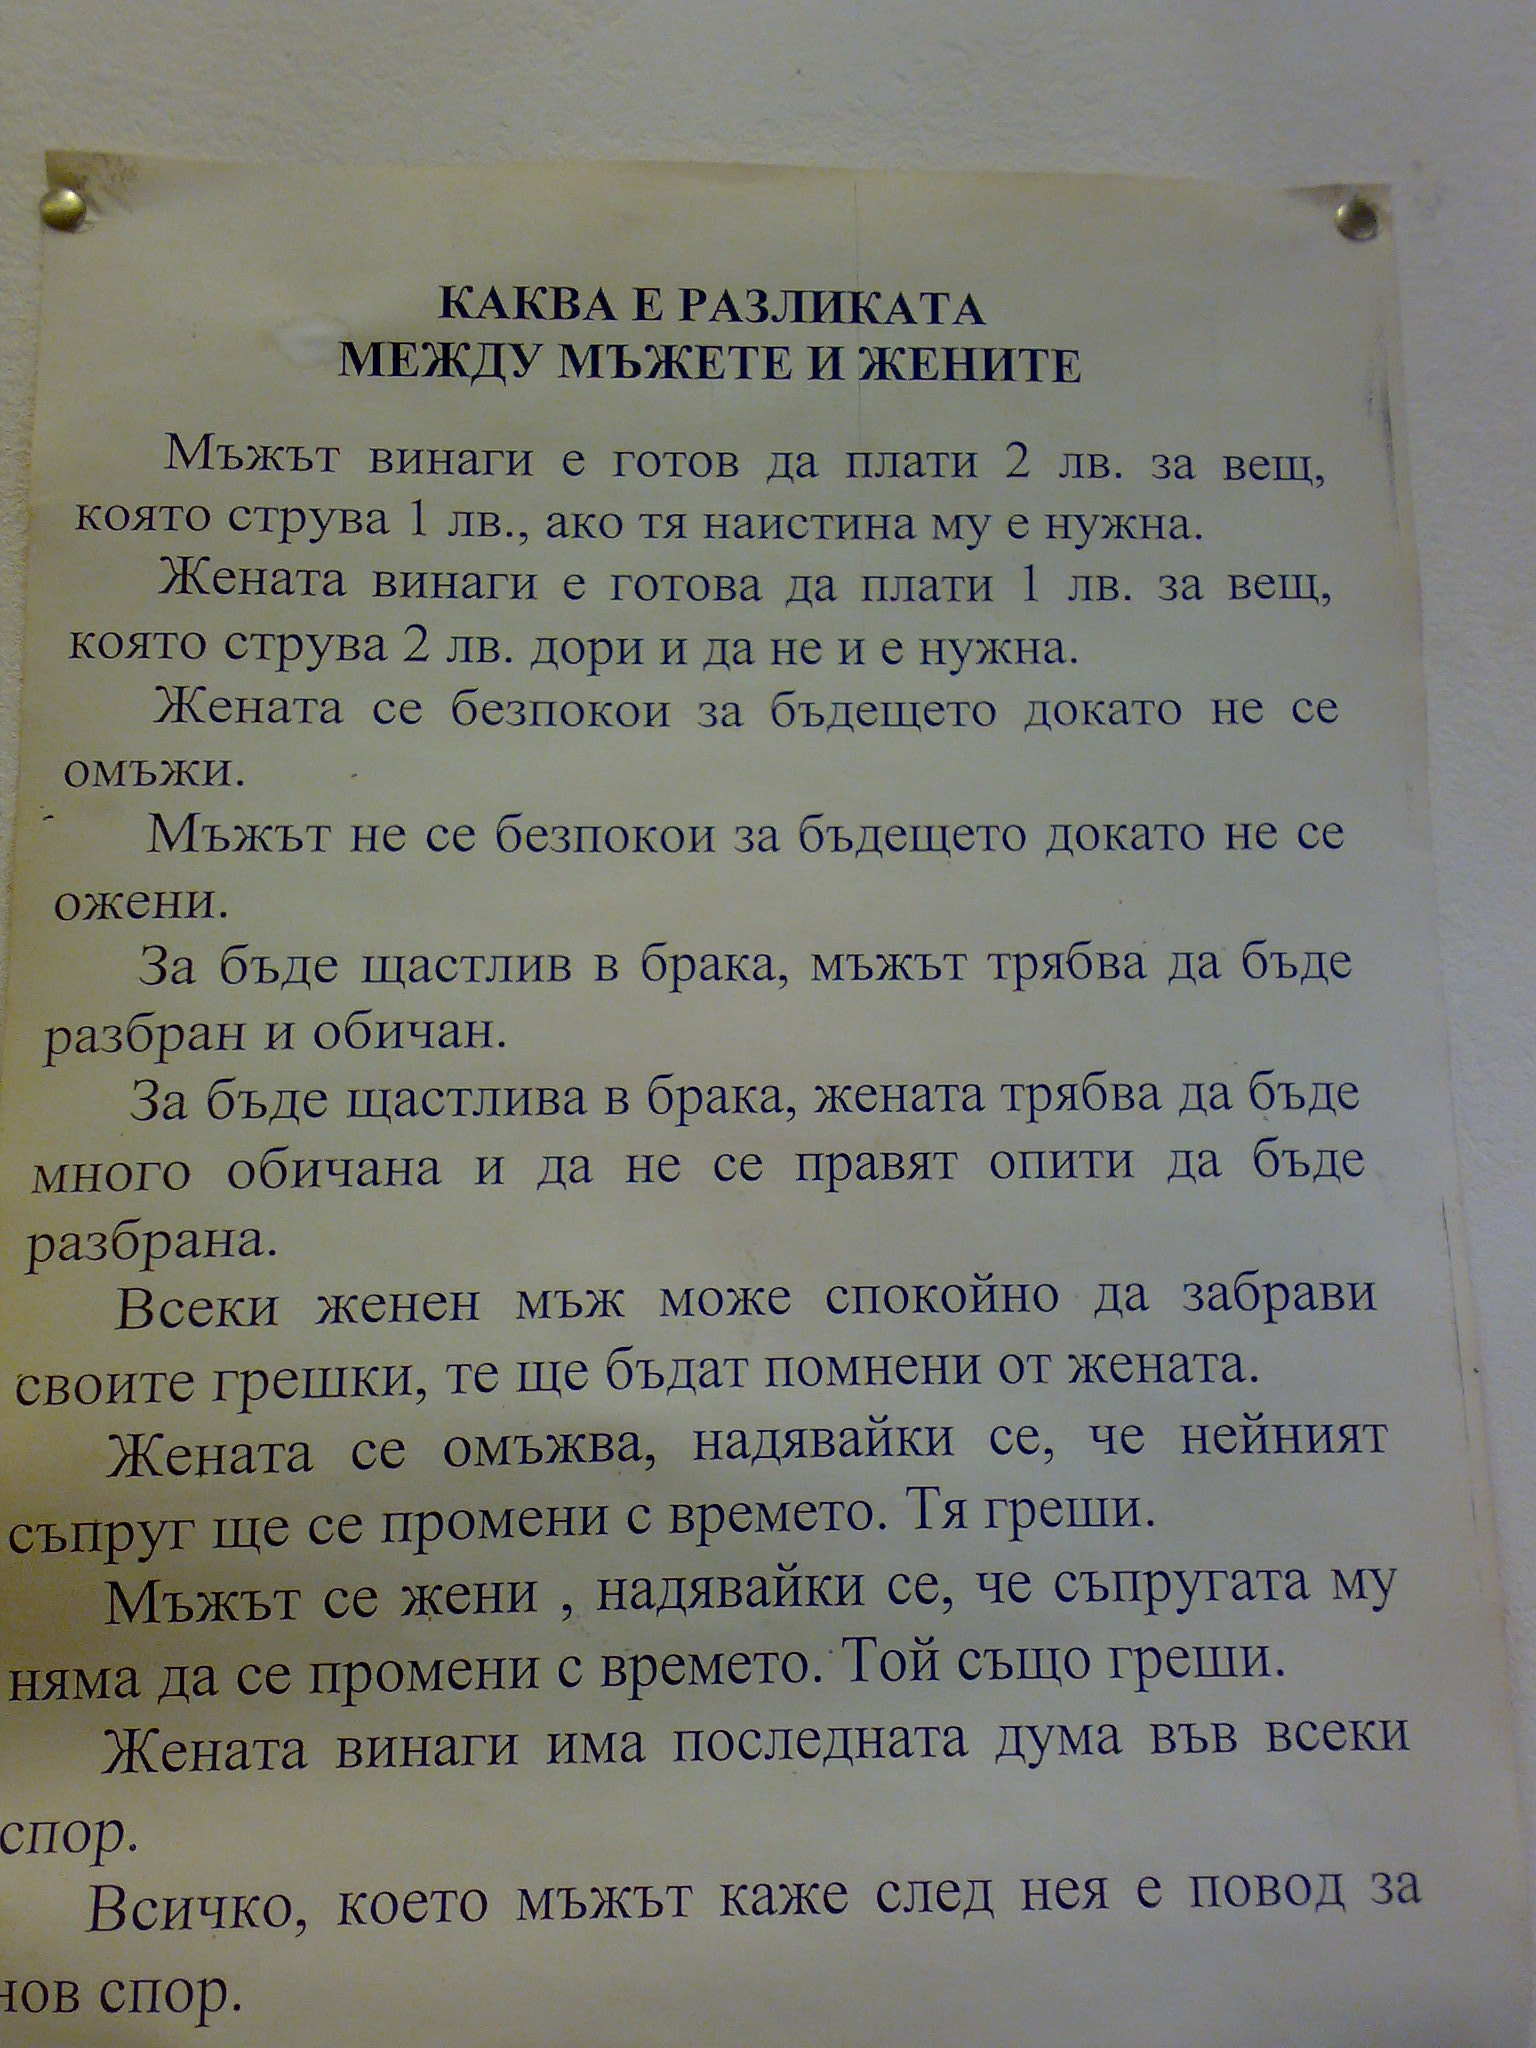 КАКВА Е РАЗЛИКАТА
МЕЖДУ МЪЖЕТЕ И ЖЕНИТЕ
Мъжът винаги е готов да плати 2 лв. за вещ,
която струва 1 лв., ако тя наистина му е нужна.
Жената винаги е готова да плати 1 лв. за вещ,
която струва 2 лв. дори и да не и е нужна.
Жената се безпокои за бъдещето докато не се
омъжи.
Мъжът не се безпокои за бъдещето докато не се
ожени.
За бъде щастлив в брака, мъжът трябва да бъде
разбран и обичан.
За бъде щастлива в брака, жената трябва да бъде
много обичана и да не се правят опити да бъде
разбрана.
Всеки женен мъж може спокойно да забрави
своите грешки, те ще бъдат помнени от жената.
Жената се омъжва, надявайки се, че нейният
съпруг ще се промени с времето. Тя греши.
Мъжът се жени , надявайки се, че съпругата му
няма да се промени с времето. Той също греши.
Жената винаги има последната дума във всеки
спор.
Всичко, което мъжът каже след нея е повод за
нов спор.